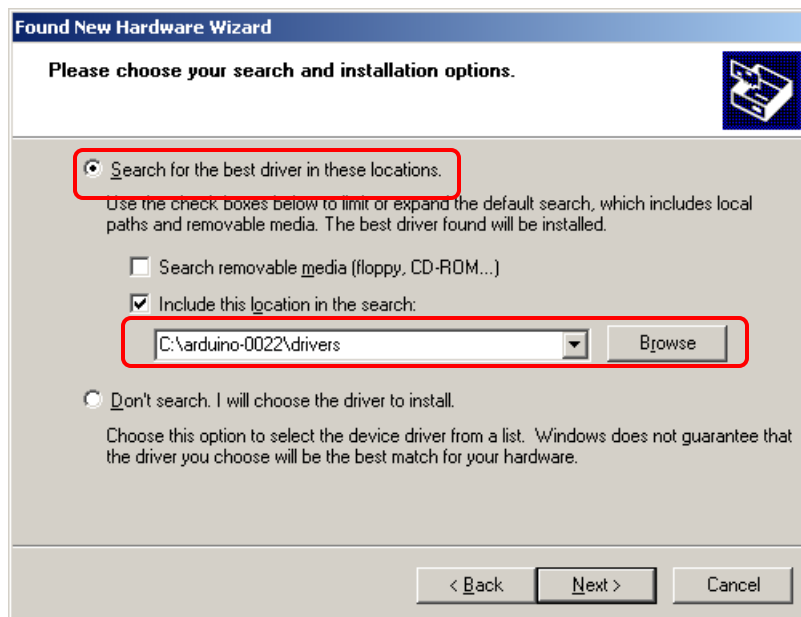 Found New Hardware Wizard
Please choose your search and installation options.
Search for the best driver in these locations.
Use the check boxes below to limit or expand the default search, which includes local
paths and removable media. The best driver found will be installed.
Search removable media (floppy, CD-ROM...)
Include this location in the search:
C:\arduino-0022\drivers
Browse
Don't search. I will choose the driver to install.
Choose this option to select the device driver from a list.  Windows does not guarantee that
the driver you choose will be the best match for your hardware.
< Back
Next >
Cancel